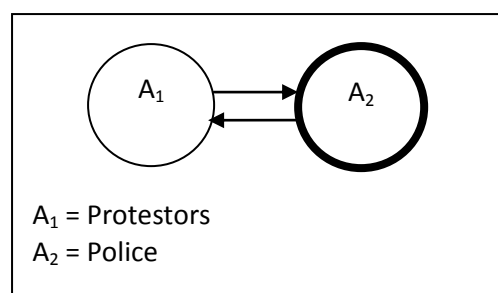 A₁ A₂
A₁ = Protestors
A₂ = Police